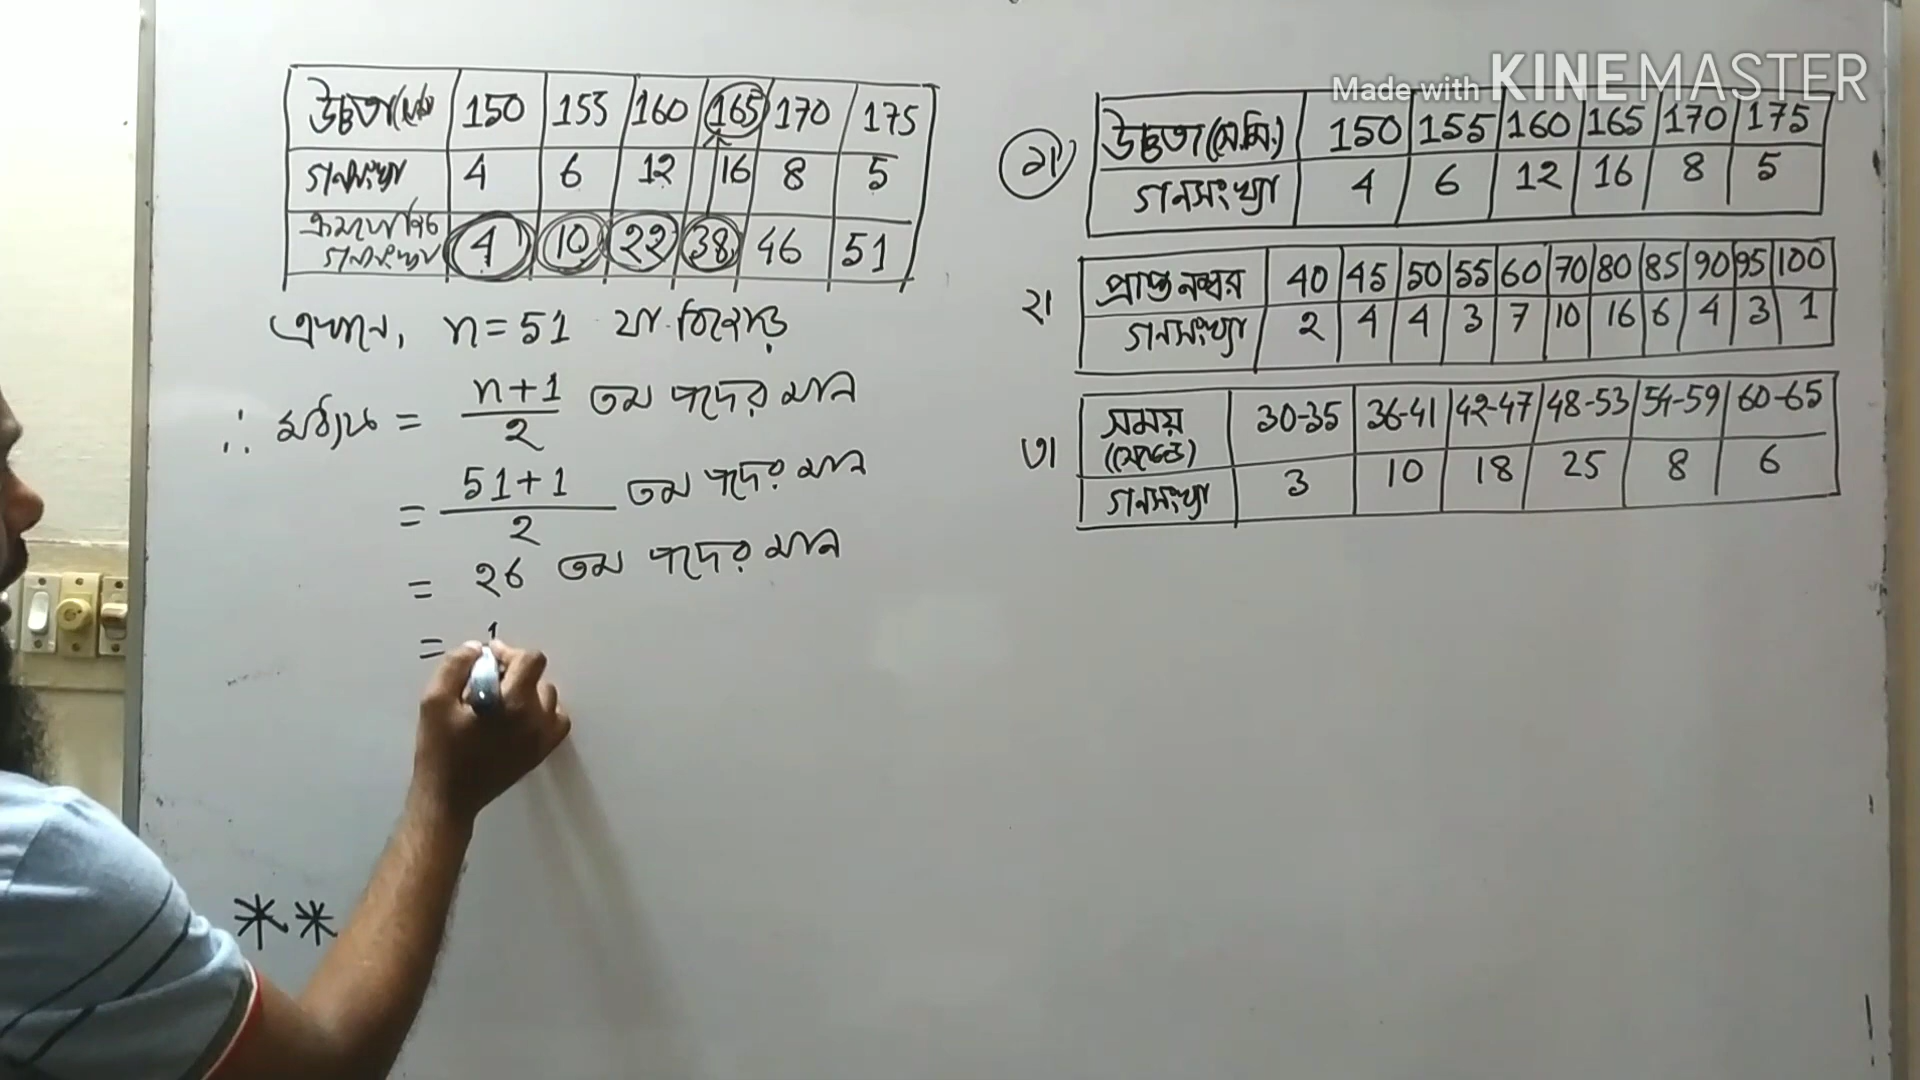 Made with KINEMASTER
উচ্চতা 150 155 160 165 170 175
গনসংখ্যা 4 6 12 16 8 5
ক্রমযোজিত
গনসংখ্যা 4 10 22 38 46 51
এখানে, n=51 যা বিজোড়
∴ মধ্যক = n+1/2 তম পদের মান
= 51+1/2 তম পদের মান
= ২৬ তম পদের মান
= 1
**
১। উচ্চতা(সে.মি.) 150 155 160 165 170 175
গনসংখ্যা 4 6 12 16 8 5
২। প্রাপ্ত নম্বর 40 45 50 55 60 70 80 85 90 95 100
গনসংখ্যা 2 4 4 3 7 10 16 6 4 3 1
৩। সময় 30-35 36-41 42-47 48-53 54-59 60-65
(সেকেন্ড)
গনসংখ্যা 3 10 18 25 8 6